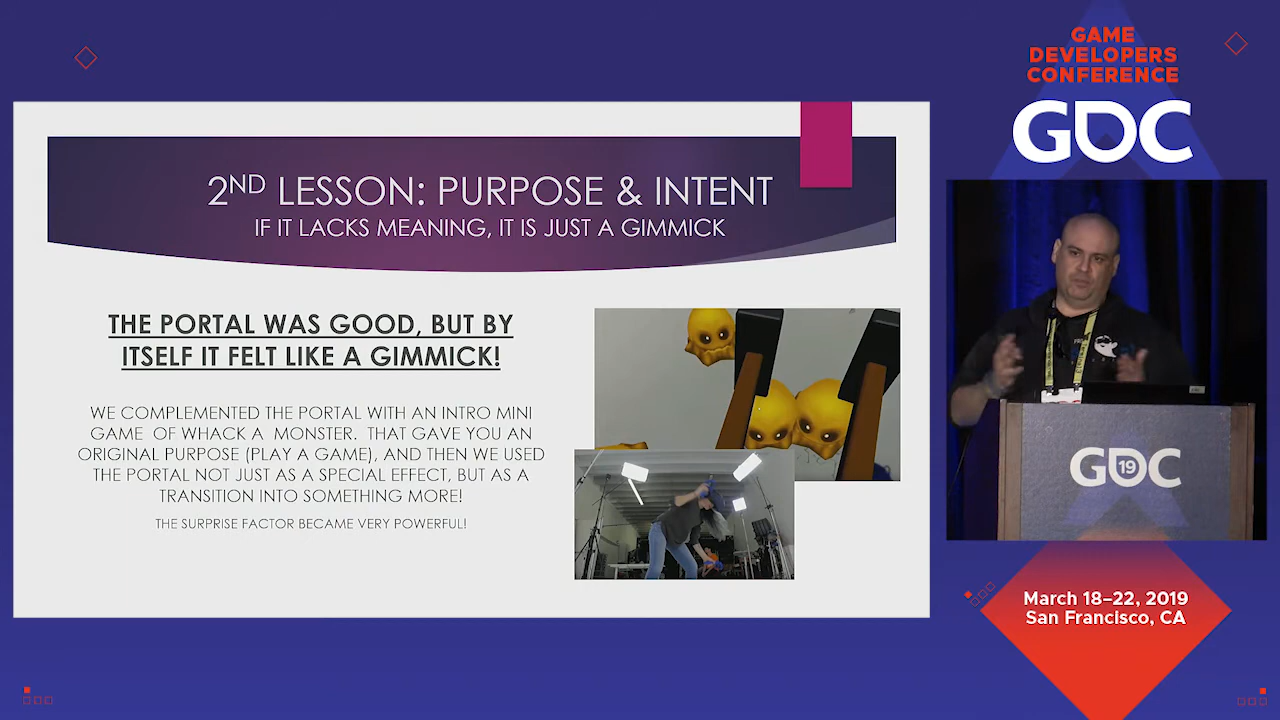 GAME
DEVELOPERS
CONFERENCE
GDC
2ND LESSON: PURPOSE & INTENT
IF IT LACKS MEANING, IT IS JUST A GIMMICK
THE PORTAL WAS GOOD, BUT BY
ITSELF IT FELT LIKE A GIMMICK!
WE COMPLEMENTED THE PORTAL WITH AN INTRO MINI
GAME OF WHACK A MONSTER. THAT GAVE YOU AN
ORIGINAL PURPOSE (PLAY A GAME), AND THEN WE USED
THE PORTAL NOT JUST AS A SPECIAL EFFECT, BUT AS A
TRANSITION INTO SOMETHING MORE!
THE SURPRISE FACTOR BECAME VERY POWERFUL!
GDC
19
March 18–22, 2019
San Francisco, CA